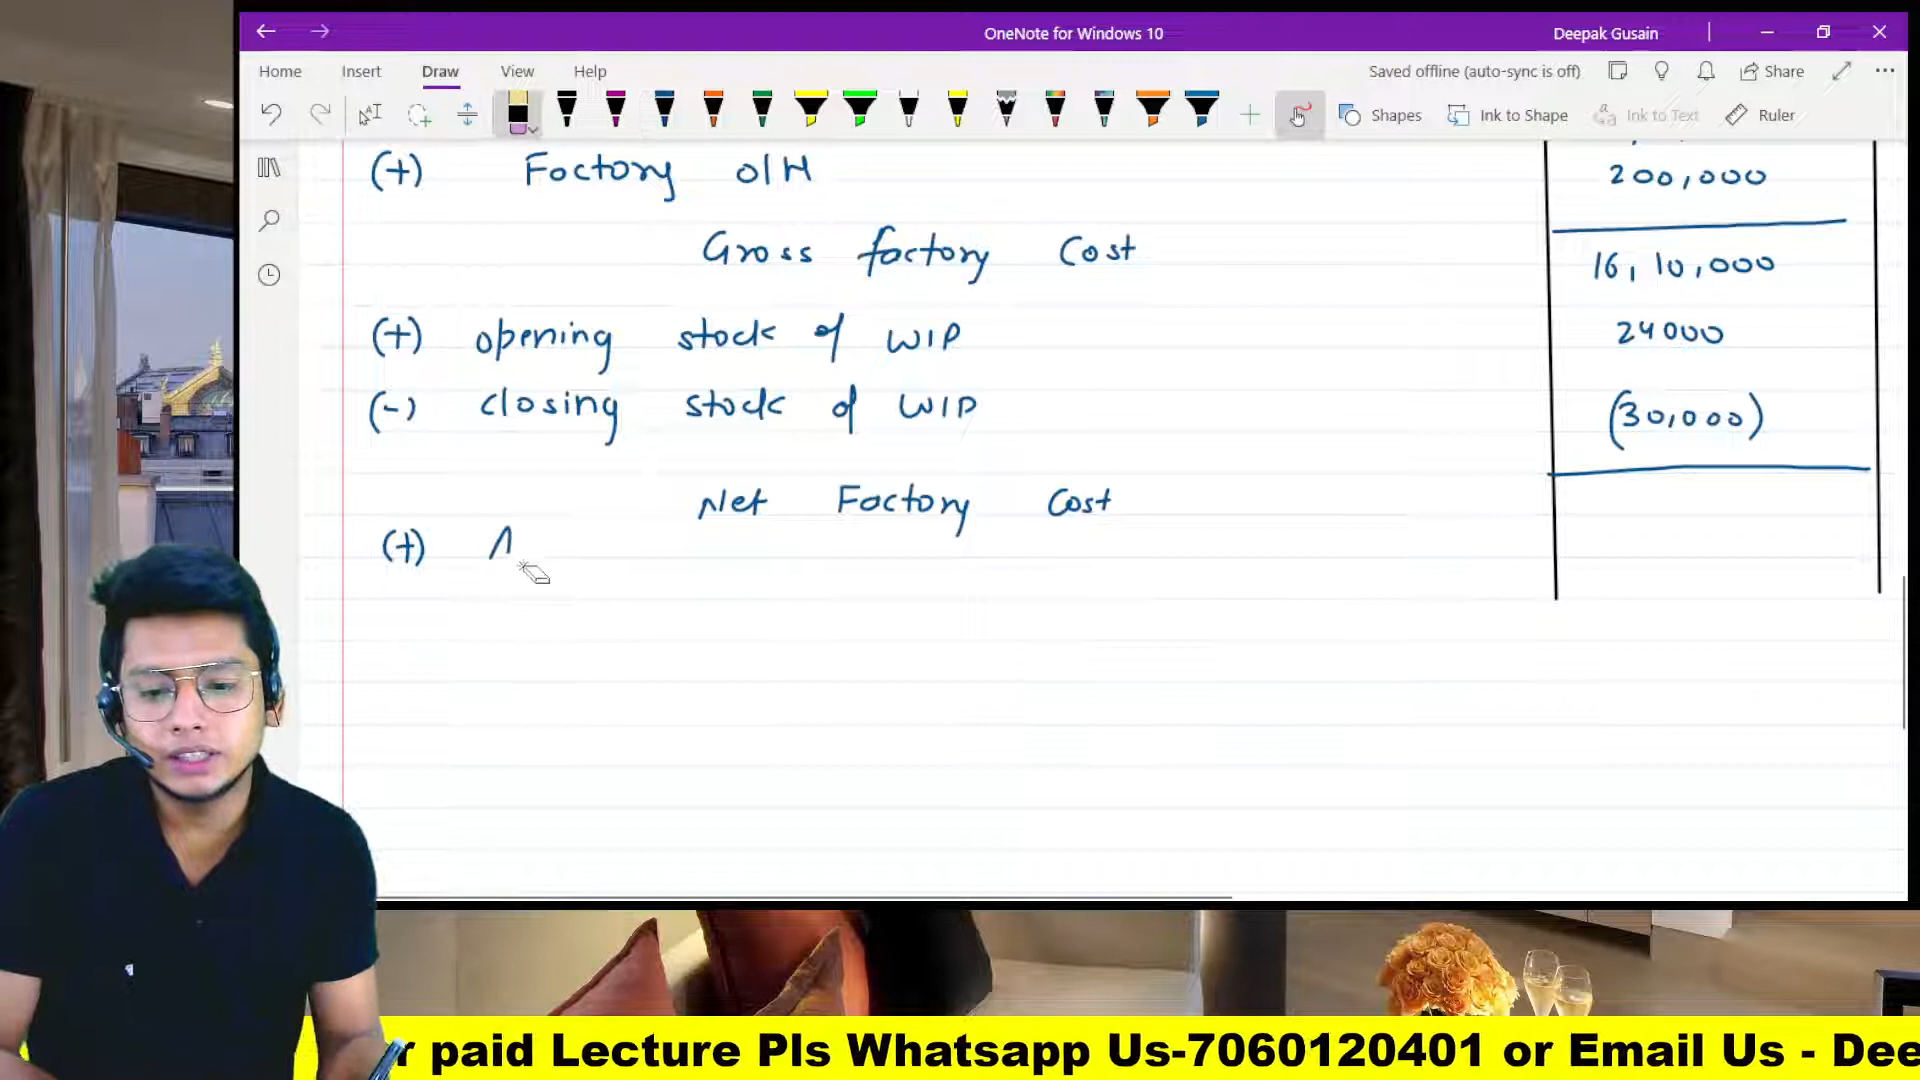 OneNote for Windows 10
Deepak Gusain
Home Insert Draw View Help
Saved offline (auto-sync is off) Share
Shapes Ink to Shape Ink to Text Ruler
(+) Factory o/H 200,000
Gross factory Cost 16,10,000
(+) opening stock of WIP 24000
(-) closing stock of WIP (30,000)
Net Factory Cost
(+)
r paid Lecture Pls Whatsapp Us-7060120401 or Email Us - Dee